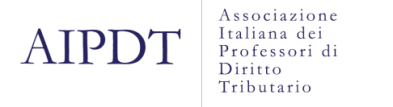 AIPDT
Associazione
Italiana dei
Professori di
Diritto
Tributario